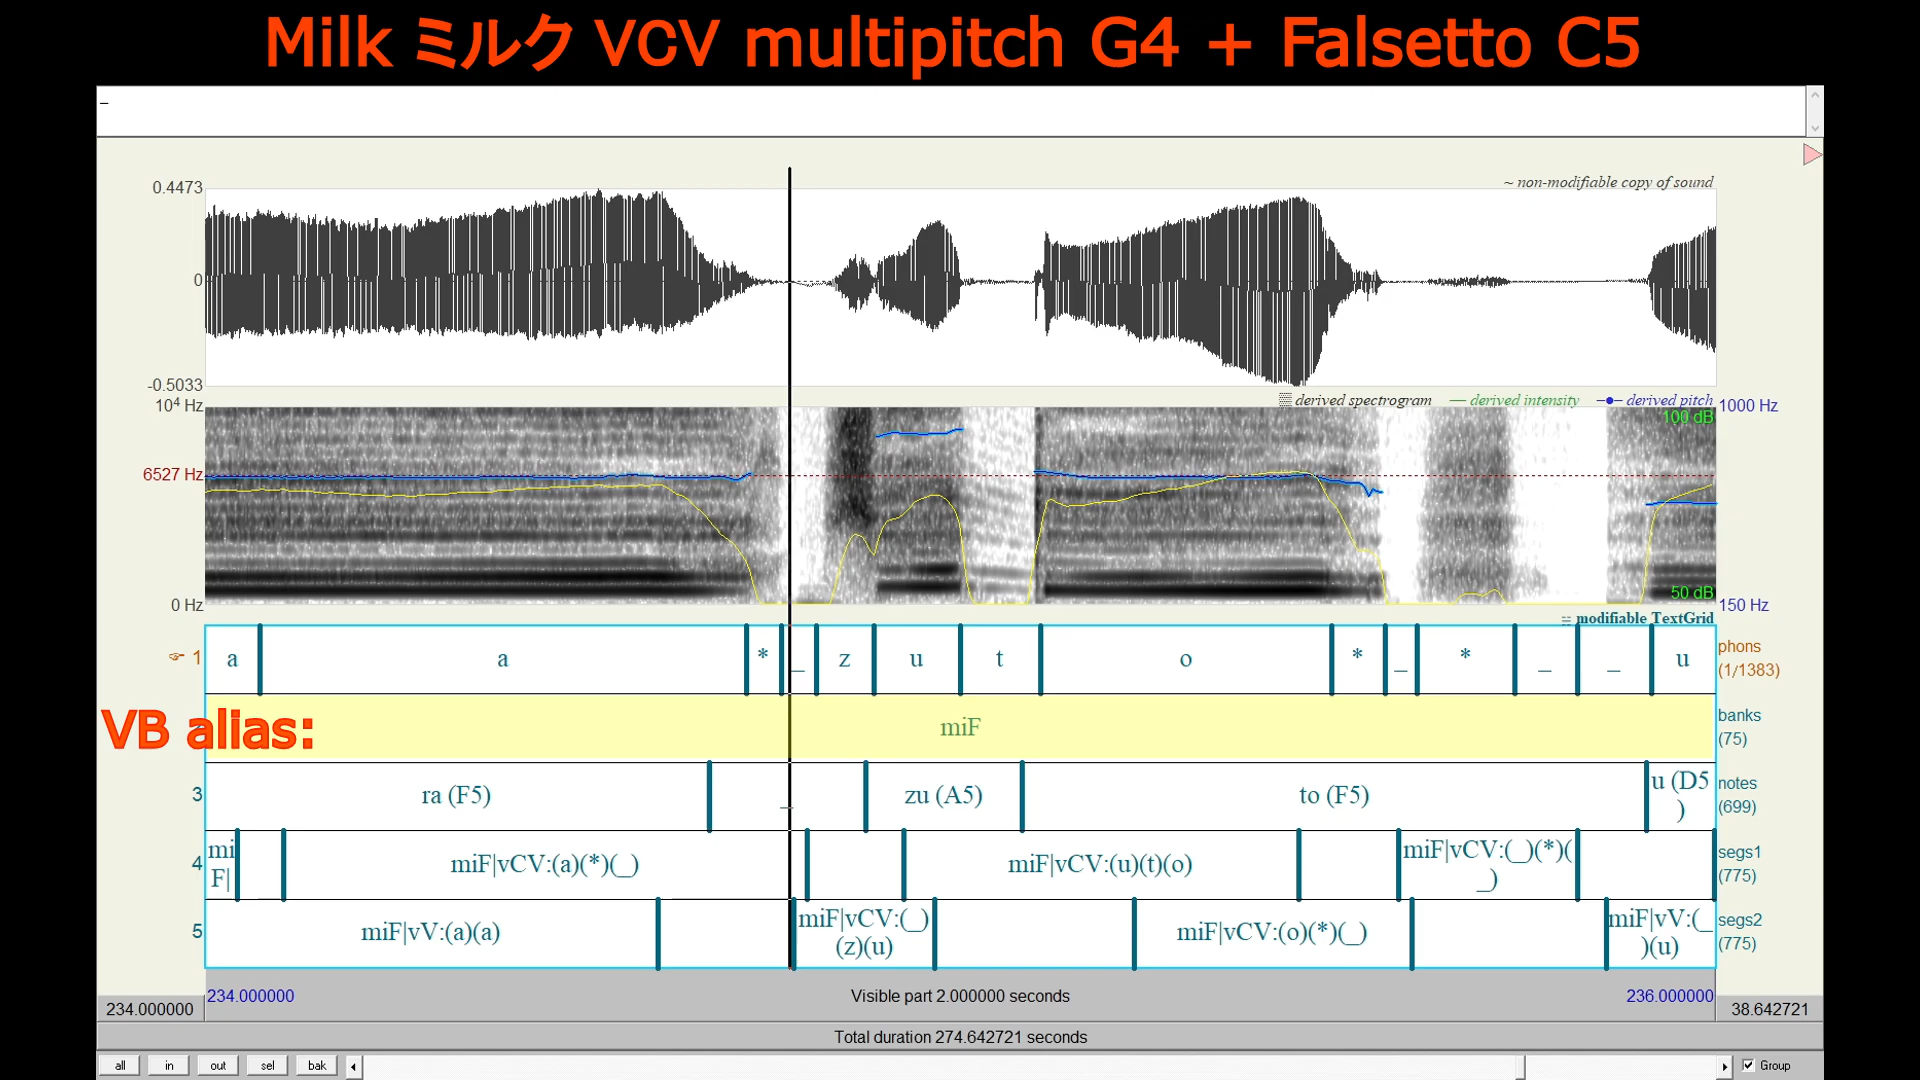 Milk ミルク VCV multipitch G4 + Falsetto C5
_
~ non-modifiable copy of sound
0.4473
0
-0.5033
derived spectrogram derived intensity derived pitch
10⁴ Hz
1000 Hz
100 dB
6527 Hz
50 dB
0 Hz
150 Hz
= modifiable TextGrid
1 a a * _ z u t o * _ * _ _ u phons
(1/1383)
VB alias: miF banks
(75)
3 ra (F5) _ zu (A5) to (F5) u (D5
) notes
(699)
4 mi
F| miF|vCV:(a)(*)(_) miF|vCV:(u)(t)(o) miF|vCV:(_)(*)(
_) segs1
(775)
5 miF|vV:(a)(a) miF|vCV:(_)
(z)(u) miF|vCV:(o)(*)(_) miF|vV:(_
)(u) segs2
(775)
234.000000 Visible part 2.000000 seconds 236.000000
234.000000 38.642721
Total duration 274.642721 seconds
all in out sel bak Group